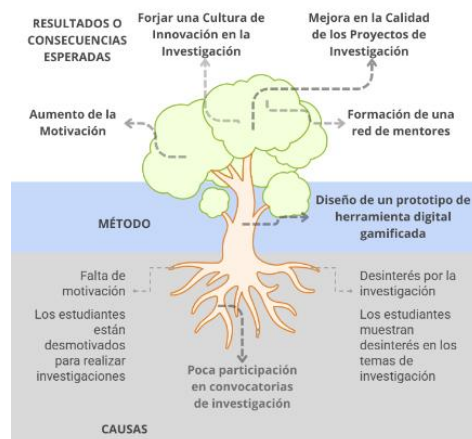 RESULTADOS O
CONSECUENCIAS
ESPERADAS
Forjar una Cultura de
Innovación en la
Investigación
Mejora en la Calidad
de los Proyectos de
Investigación
Aumento de la
Motivación
Formación de una
red de mentores
MÉTODO
Diseño de un prototipo de
herramienta digital
gamificada
Falta de
motivación
Los estudiantes
están
desmotivados
para realizar
investigaciones
Desinterés por la
investigación
Los estudiantes
muestran
desinterés en los
temas de
investigación
Poca participación
en convocatorias
de investigación
CAUSAS